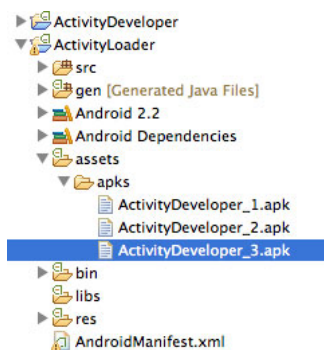 ActivityDeveloper
ActivityLoader
src
gen [Generated Java Files]
Android 2.2
Android Dependencies
assets
apks
ActivityDeveloper_1.apk
ActivityDeveloper_2.apk
ActivityDeveloper_3.apk
bin
libs
res
AndroidManifest.xml